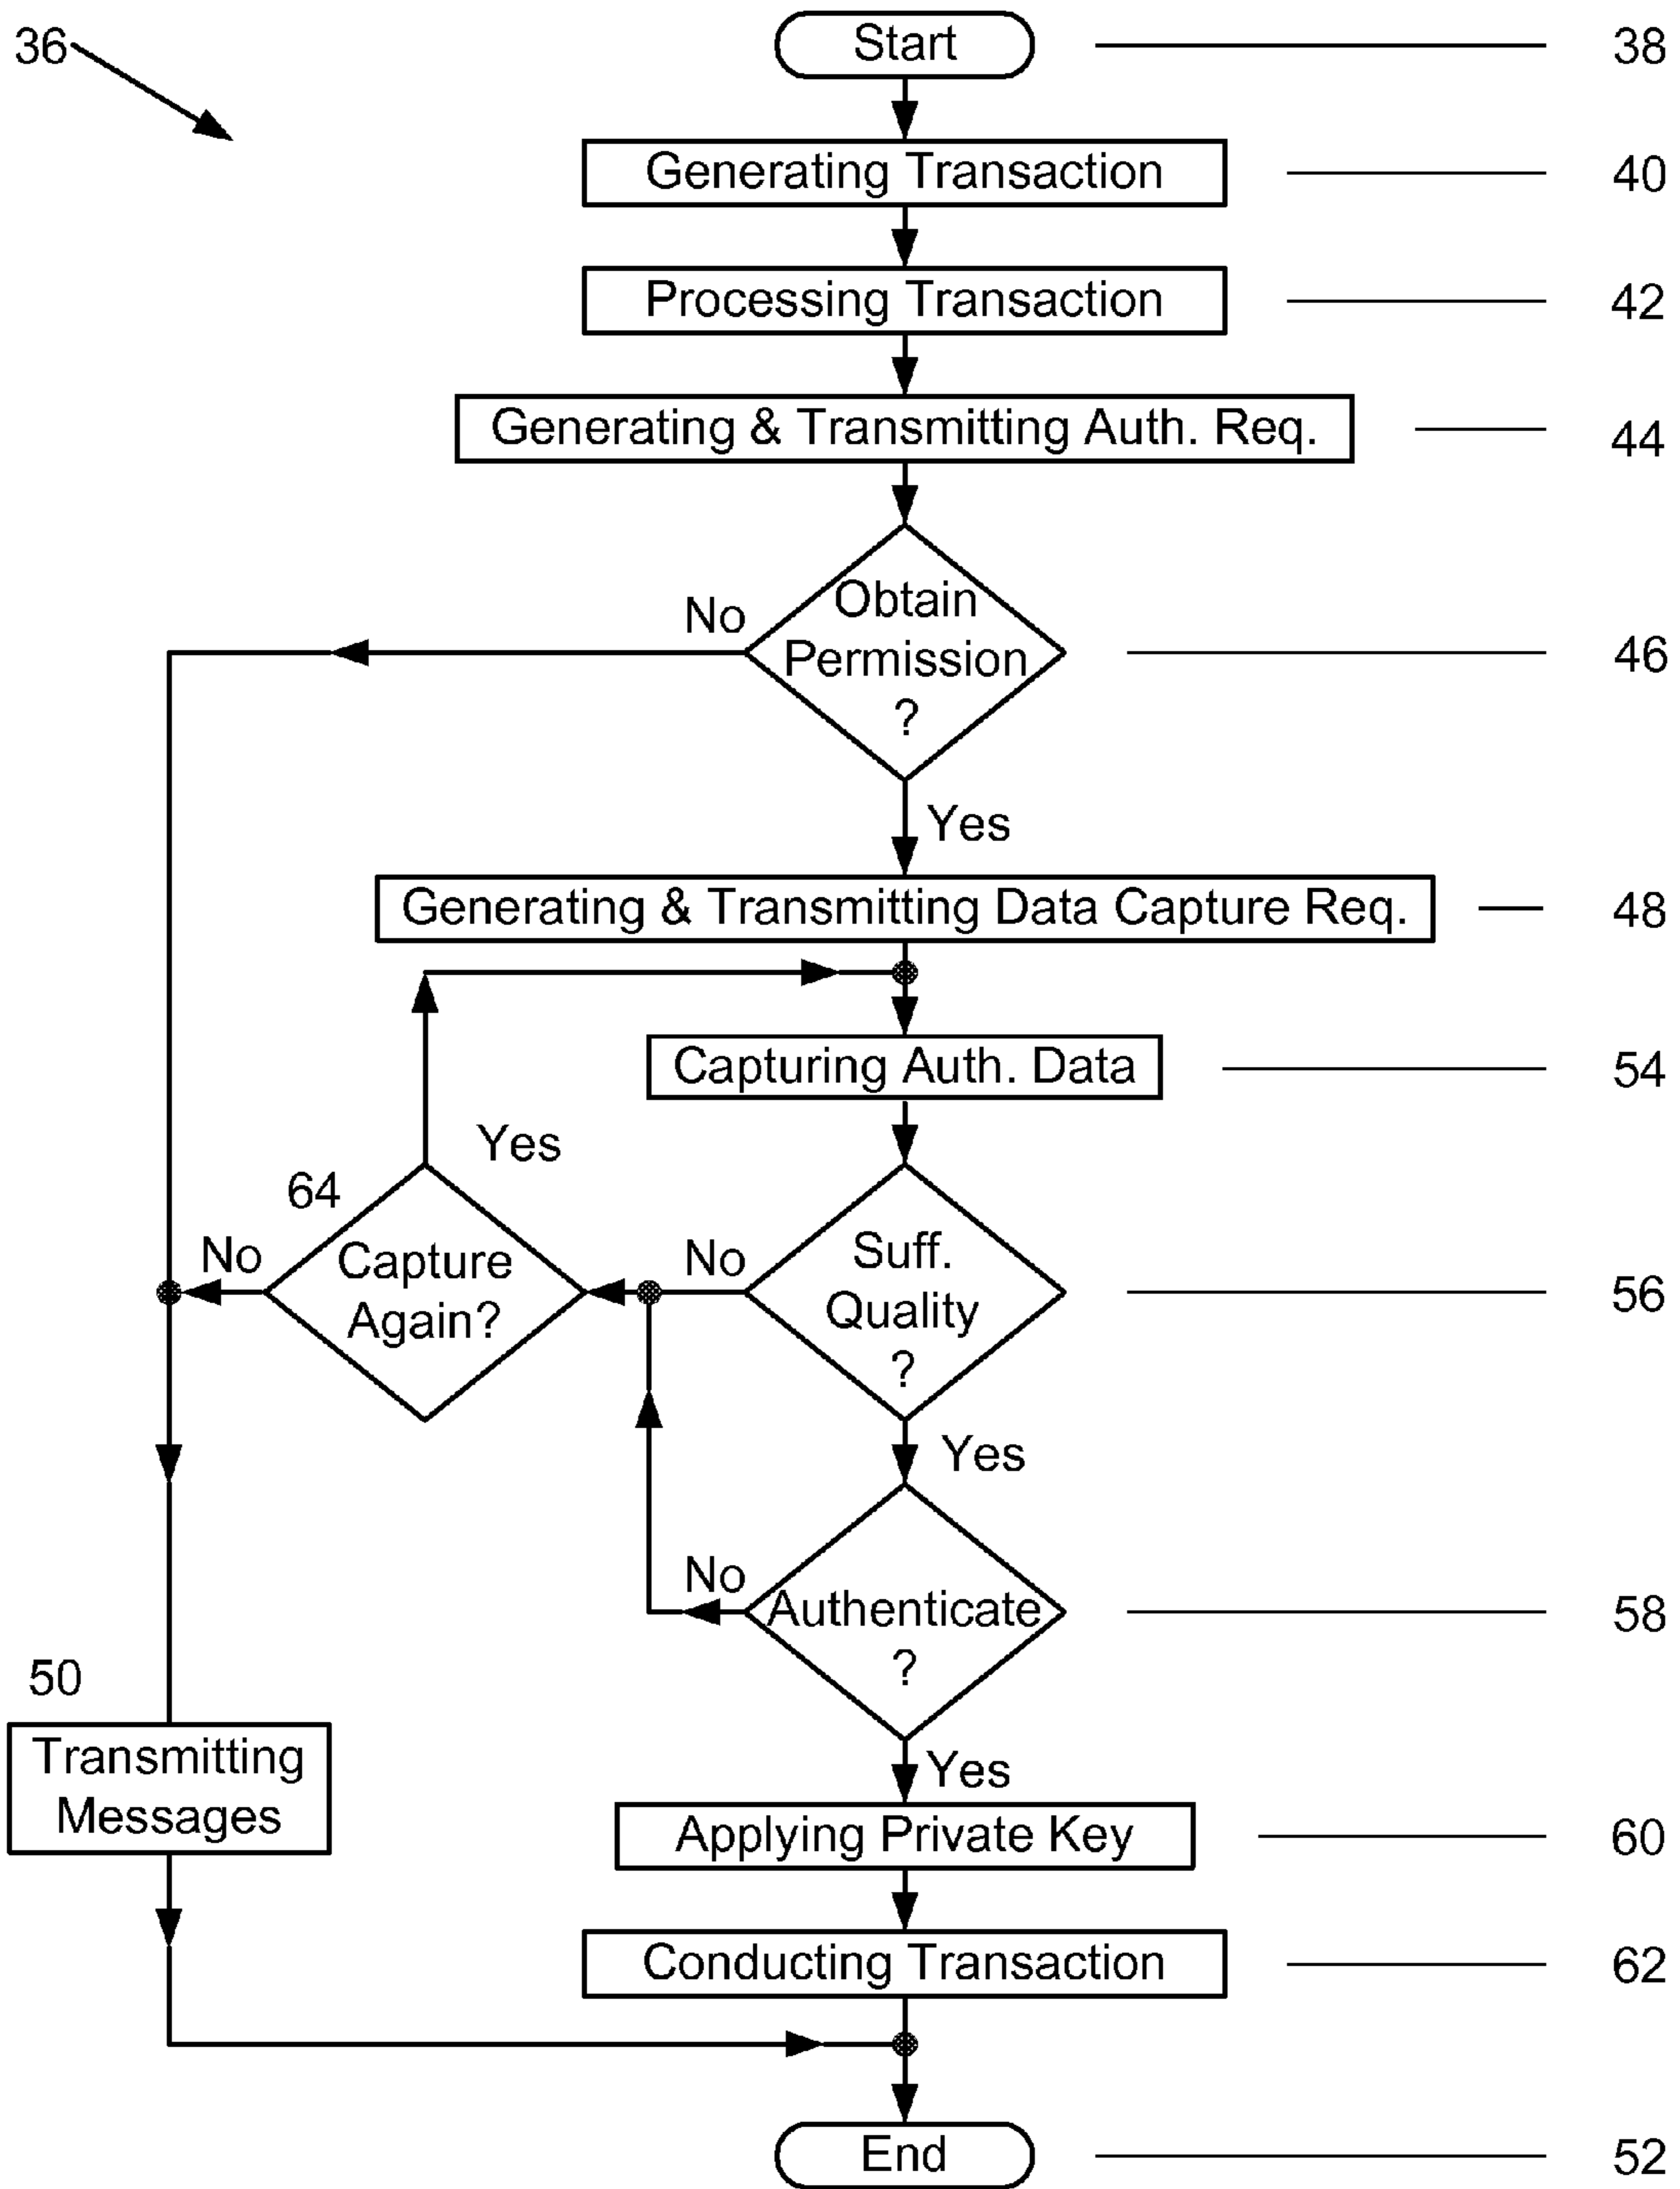 36
Start
38
Generating Transaction
40
Processing Transaction
42
Generating & Transmitting Auth. Req.
44
No
Obtain
Permission
?
46
Yes
Generating & Transmitting Data Capture Req.
48
Capturing Auth. Data
54
Yes
64
No
Capture
Again?
No
Suff.
Quality
?
56
Yes
No
Authenticate
?
58
50
Transmitting
Messages
Yes
Applying Private Key
60
Conducting Transaction
62
End
52